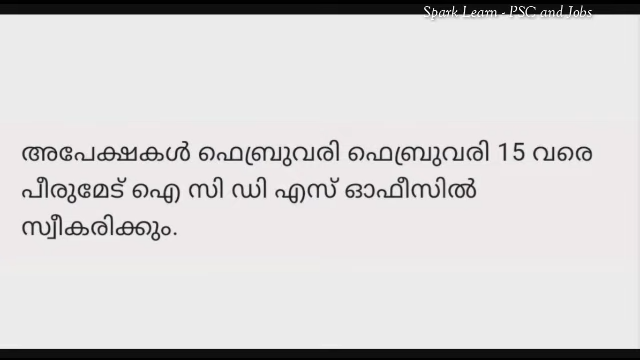 Spark Learn - PSC and Jobs
അപേക്ഷകൾ ഫെബ്രുവരി ഫെബ്രുവരി 15 വരെ
പീരുമേട് ഐ സി ഡി എസ് ഓഫീസിൽ
സ്വീകരിക്കും.